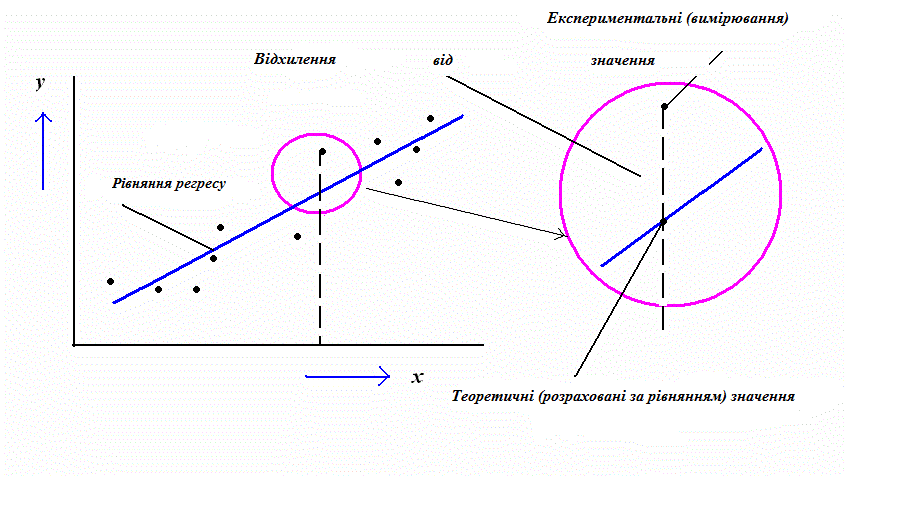 Експериментальні (вимірювання)
Відхилення від значення
y
Рівняння регресу
x
Теоретичні (розраховані за рівнянням) значення